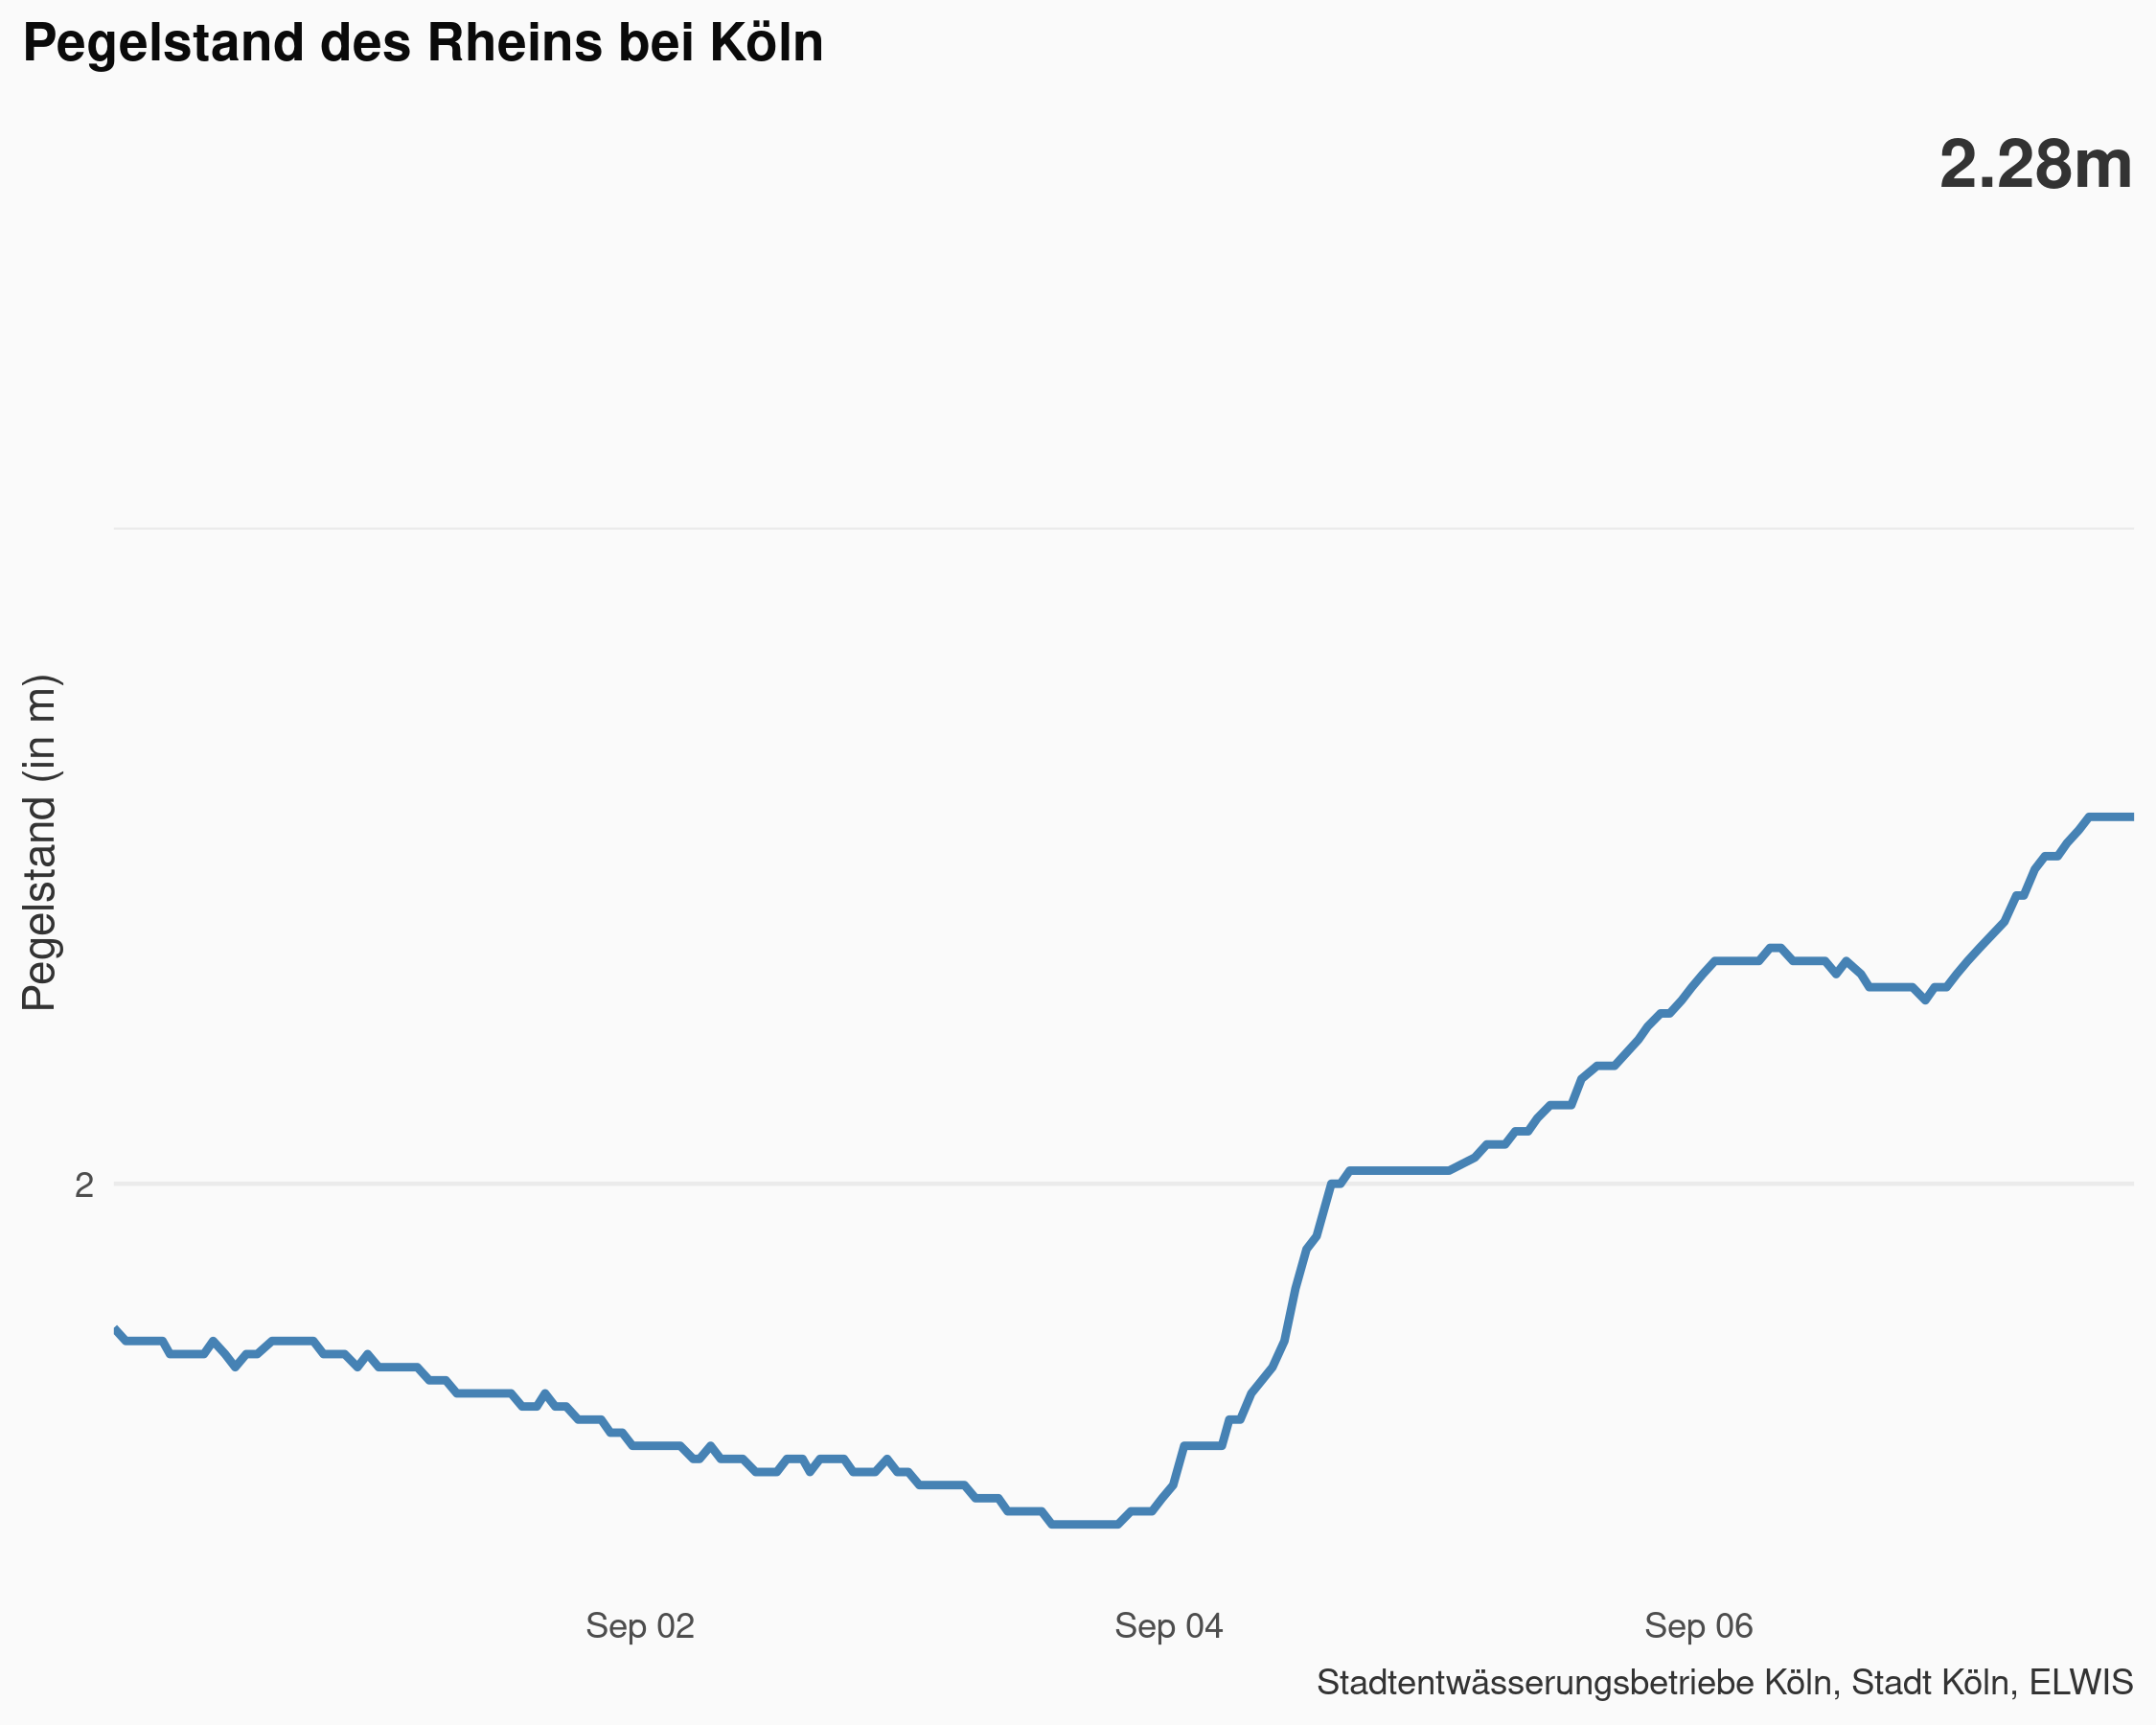 Pegelstand des Rheins bei Köln
2.28m
Pegelstand (in m)
2
Sep 02
Sep 04
Sep 06
Stadtentwässerungsbetriebe Köln, Stadt Köln, ELWIS